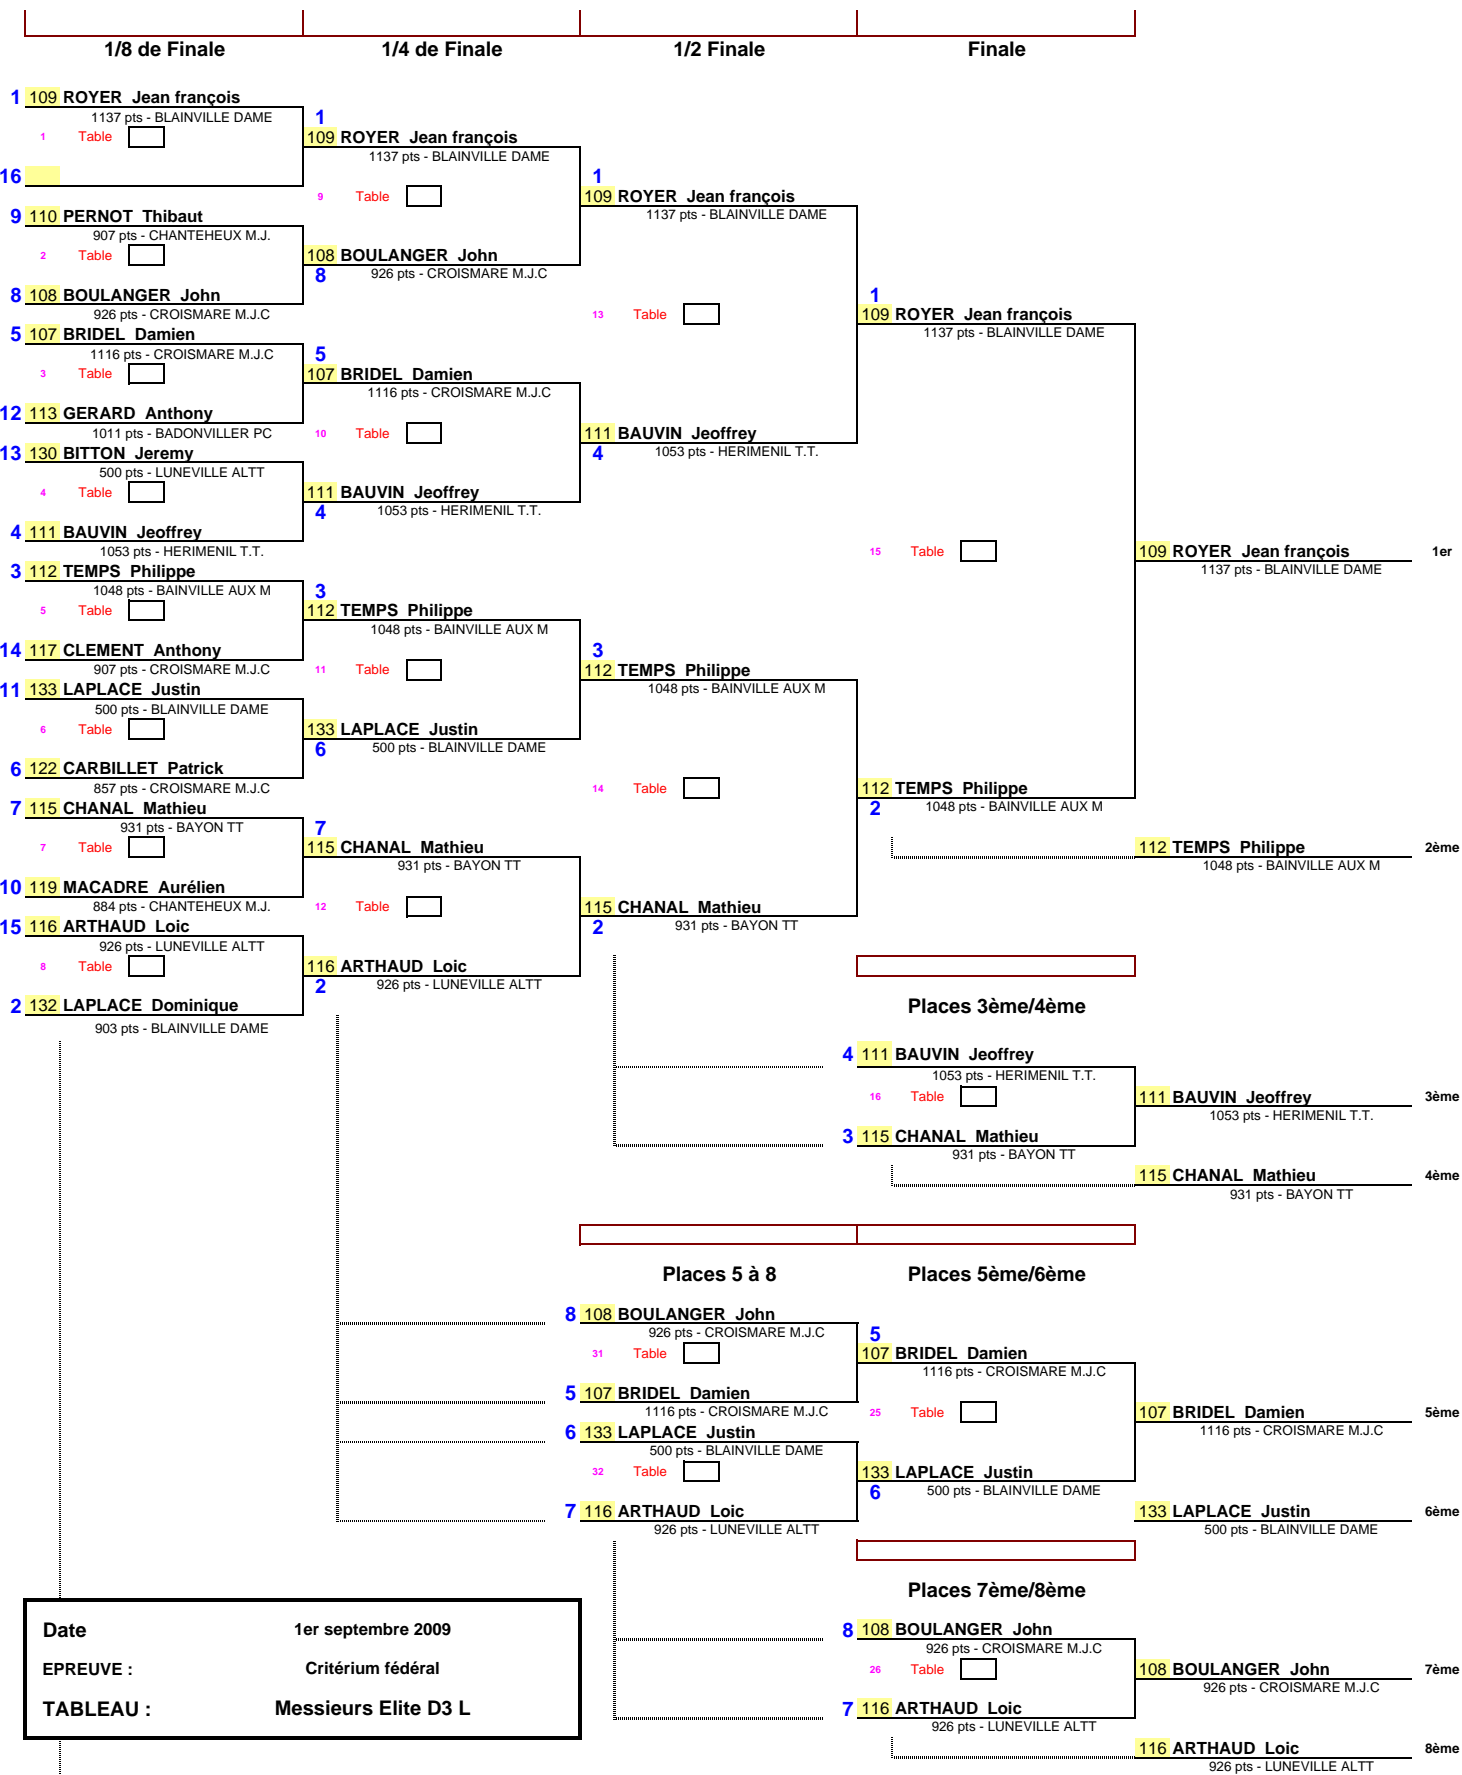 1/8 de Finale 1/4 de Finale 1/2 Finale Finale
1 109 ROYER Jean françois
1137 pts - BLAINVILLE DAME
1 Table
16
9 110 PERNOT Thibaut
907 pts - CHANTEHEUX M.J.
2 Table
8 108 BOULANGER John
926 pts - CROISMARE M.J.C
5 107 BRIDEL Damien
1116 pts - CROISMARE M.J.C
3 Table
12 113 GERARD Anthony
1011 pts - BADONVILLER PC
13 130 BITTON Jeremy
500 pts - LUNEVILLE ALTT
4 Table
4 111 BAUVIN Jeoffrey
1053 pts - HERIMENIL T.T.
3 112 TEMPS Philippe
1048 pts - BAINVILLE AUX M
5 Table
14 117 CLEMENT Anthony
907 pts - CROISMARE M.J.C
11 133 LAPLACE Justin
500 pts - BLAINVILLE DAME
6 Table
6 122 CARBILLET Patrick
857 pts - CROISMARE M.J.C
7 115 CHANAL Mathieu
931 pts - BAYON TT
7 Table
10 119 MACADRE Aurélien
884 pts - CHANTEHEUX M.J.
15 116 ARTHAUD Loic
926 pts - LUNEVILLE ALTT
8 Table
2 132 LAPLACE Dominique
903 pts - BLAINVILLE DAME
1
109 ROYER Jean françois
1137 pts - BLAINVILLE DAME
9 Table
108 BOULANGER John
8 926 pts - CROISMARE M.J.C
5
107 BRIDEL Damien
1116 pts - CROISMARE M.J.C
10 Table
111 BAUVIN Jeoffrey
4 1053 pts - HERIMENIL T.T.
3
112 TEMPS Philippe
1048 pts - BAINVILLE AUX M
11 Table
133 LAPLACE Justin
6 500 pts - BLAINVILLE DAME
7
115 CHANAL Mathieu
931 pts - BAYON TT
12 Table
116 ARTHAUD Loic
2 926 pts - LUNEVILLE ALTT
1
109 ROYER Jean françois
1137 pts - BLAINVILLE DAME
13 Table
111 BAUVIN Jeoffrey
4 1053 pts - HERIMENIL T.T.
3
112 TEMPS Philippe
1048 pts - BAINVILLE AUX M
14 Table
115 CHANAL Mathieu
2 931 pts - BAYON TT
1
109 ROYER Jean françois
1137 pts - BLAINVILLE DAME
15 Table
112 TEMPS Philippe
2 1048 pts - BAINVILLE AUX M
109 ROYER Jean françois 1er
1137 pts - BLAINVILLE DAME
112 TEMPS Philippe 2ème
1048 pts - BAINVILLE AUX M
Places 3ème/4ème
4 111 BAUVIN Jeoffrey
1053 pts - HERIMENIL T.T.
16 Table
3 115 CHANAL Mathieu
931 pts - BAYON TT
111 BAUVIN Jeoffrey 3ème
1053 pts - HERIMENIL T.T.
115 CHANAL Mathieu 4ème
931 pts - BAYON TT
Places 5 à 8 Places 5ème/6ème
8 108 BOULANGER John
926 pts - CROISMARE M.J.C
31 Table
5 107 BRIDEL Damien
1116 pts - CROISMARE M.J.C
6 133 LAPLACE Justin
500 pts - BLAINVILLE DAME
32 Table
7 116 ARTHAUD Loic
926 pts - LUNEVILLE ALTT
5
107 BRIDEL Damien
1116 pts - CROISMARE M.J.C
25 Table
133 LAPLACE Justin
6 500 pts - BLAINVILLE DAME
107 BRIDEL Damien 5ème
1116 pts - CROISMARE M.J.C
133 LAPLACE Justin 6ème
500 pts - BLAINVILLE DAME
Places 7ème/8ème
8 108 BOULANGER John
926 pts - CROISMARE M.J.C
26 Table
7 116 ARTHAUD Loic
926 pts - LUNEVILLE ALTT
108 BOULANGER John 7ème
926 pts - CROISMARE M.J.C
116 ARTHAUD Loic 8ème
926 pts - LUNEVILLE ALTT
Date 1er septembre 2009
EPREUVE : Critérium fédéral
TABLEAU : Messieurs Elite D3 L